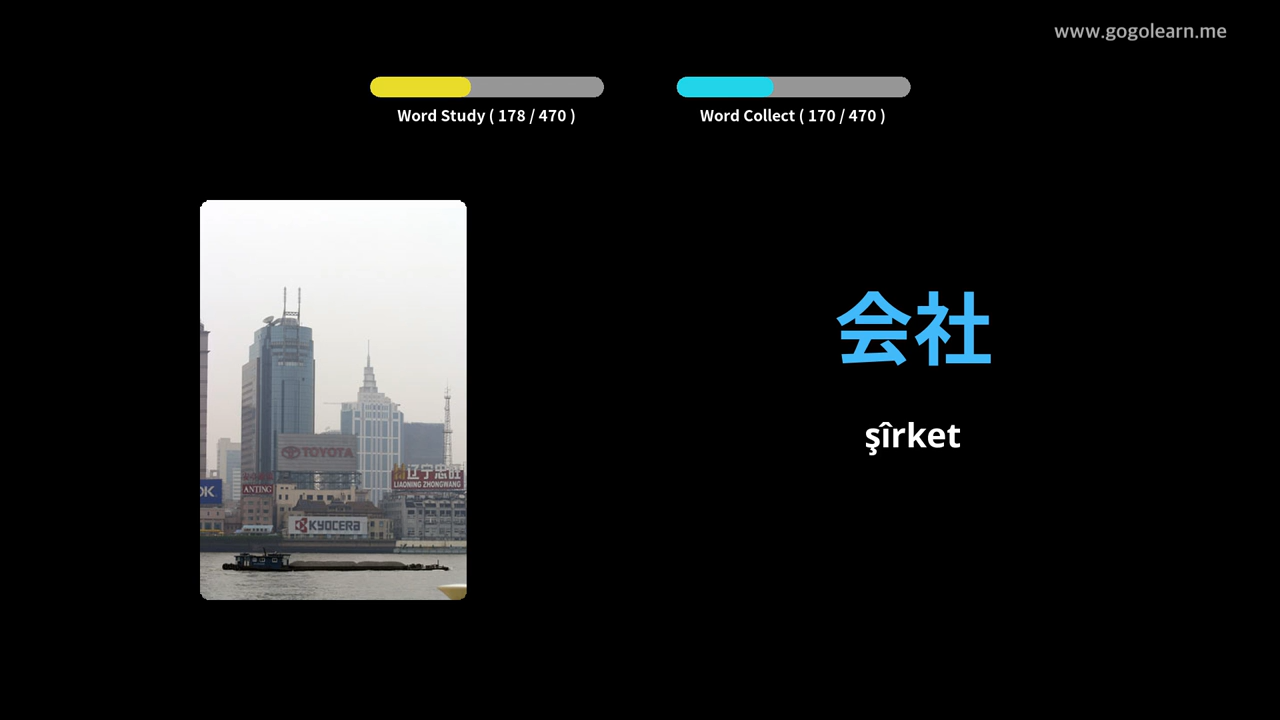 www.gogolearn.me
Word Study ( 178 / 470 )
Word Collect ( 170 / 470 )
会社
şîrket
TOYOTA
辽宁忠旺
LIAONING ZHONGWANG
OK
ANTING
KYOCERA